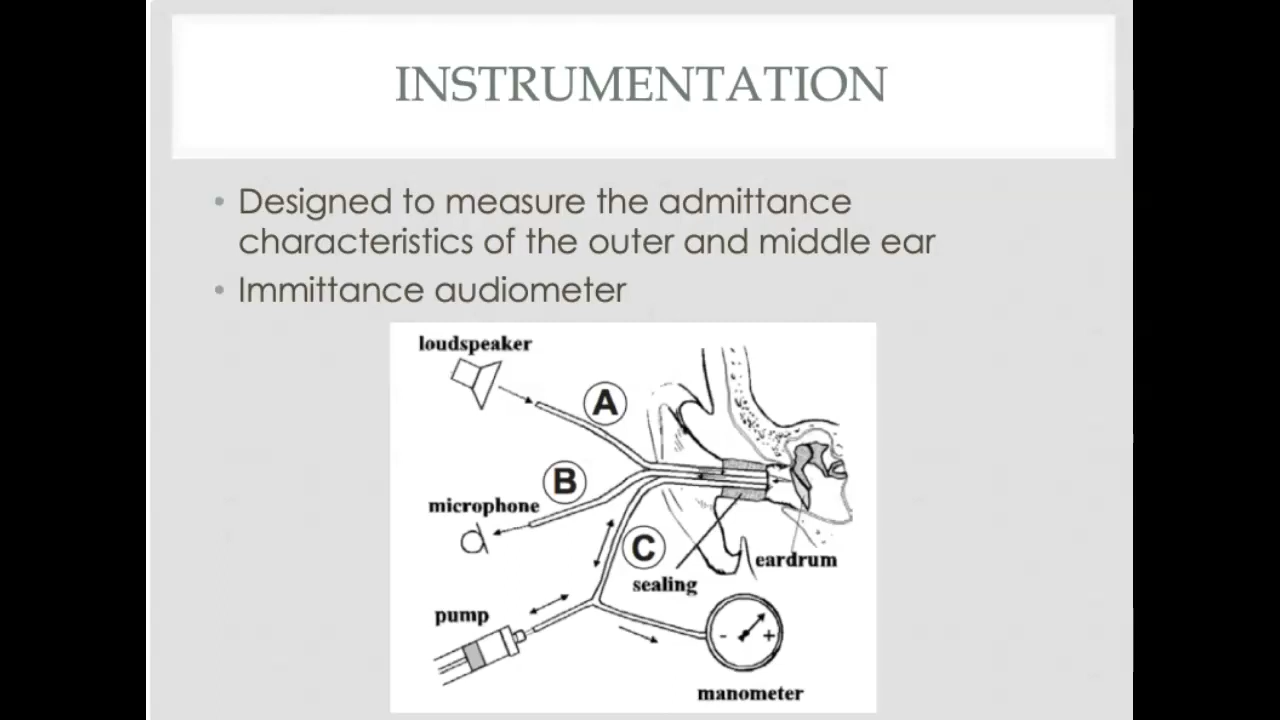 INSTRUMENTATION
• Designed to measure the admittance
characteristics of the outer and middle ear
• Immittance audiometer
loudspeaker
A
B
microphone
C
eardrum
sealing
pump
- +
manometer